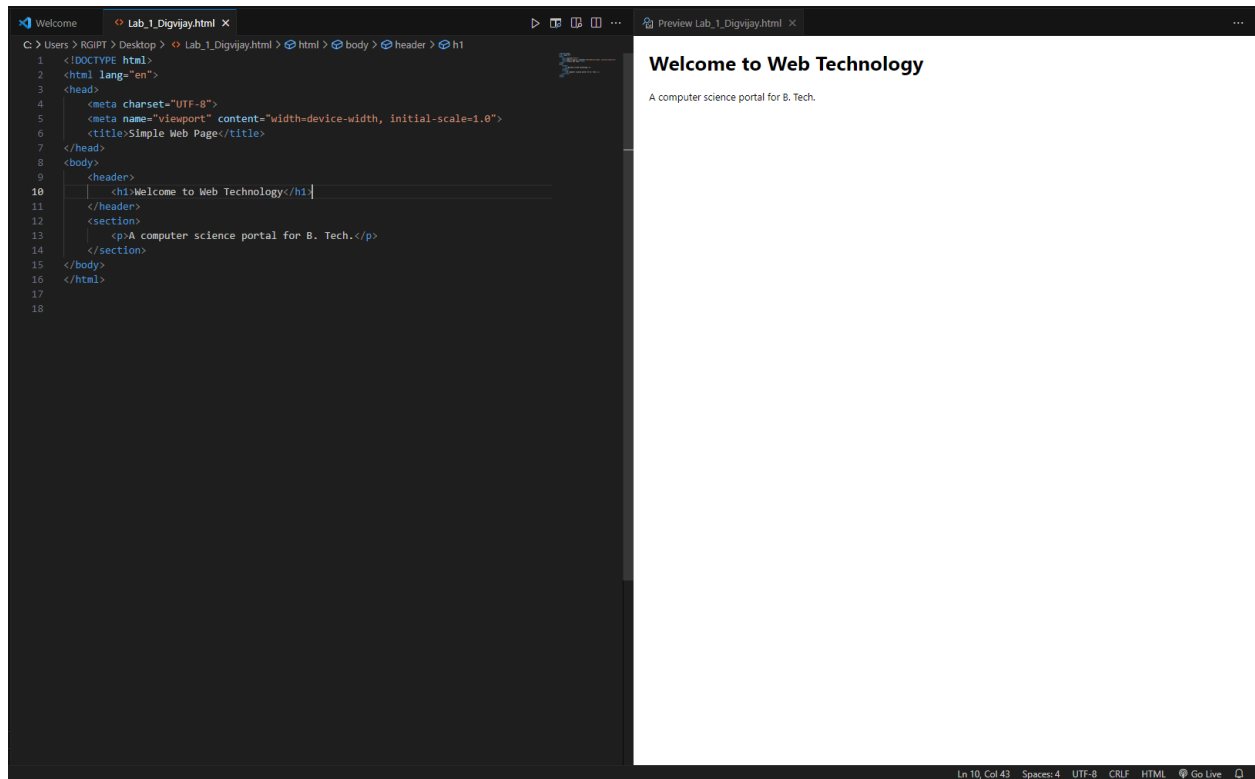 Welcome
Lab_1_Digvijay.html
C: > Users > RGIPT > Desktop > Lab_1_Digvijay.html > html > body > header > h1
1 <!DOCTYPE html>
2 <html lang="en">
3 <head>
4     <meta charset="UTF-8">
5     <meta name="viewport" content="width=device-width, initial-scale=1.0">
6     <title>Simple Web Page</title>
7 </head>
8 <body>
9     <header>
10         <h1>Welcome to Web Technology</h1>
11     </header>
12     <section>
13         <p>A computer science portal for B. Tech.</p>
14     </section>
15 </body>
16 </html>
17
18
Preview Lab_1_Digvijay.html
Welcome to Web Technology
A computer science portal for B. Tech.
Ln 10, Col 43 Spaces: 4 UTF-8 CRLF HTML Go Live